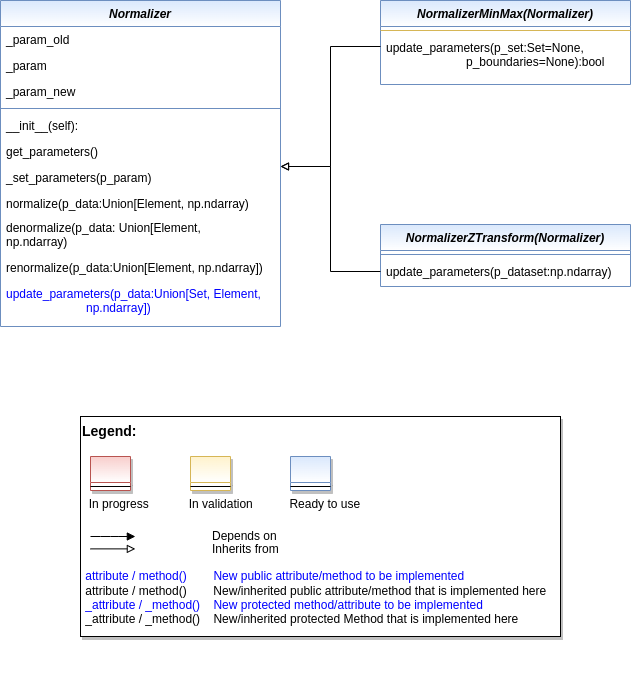 Normalizer
_param_old
_param
_param_new
__init__(self):
get_parameters()
_set_parameters(p_param)
normalize(p_data:Union[Element, np.ndarray)
denormalize(p_data: Union[Element,
np.ndarray)
renormalize(p_data:Union[Element, np.ndarray])
update_parameters(p_data:Union[Set, Element,
np.ndarray])
NormalizerMinMax(Normalizer)
update_parameters(p_set:Set=None,
p_boundaries=None):bool
NormalizerZTransform(Normalizer)
update_parameters(p_dataset:np.ndarray)
Legend:
In progress
In validation
Ready to use
Depends on
Inherits from
attribute / method() New public attribute/method to be implemented
attribute / method() New/inherited public attribute/method that is implemented here
_attribute / _method() New protected method/attribute to be implemented
_attribute / _method() New/inherited protected Method that is implemented here